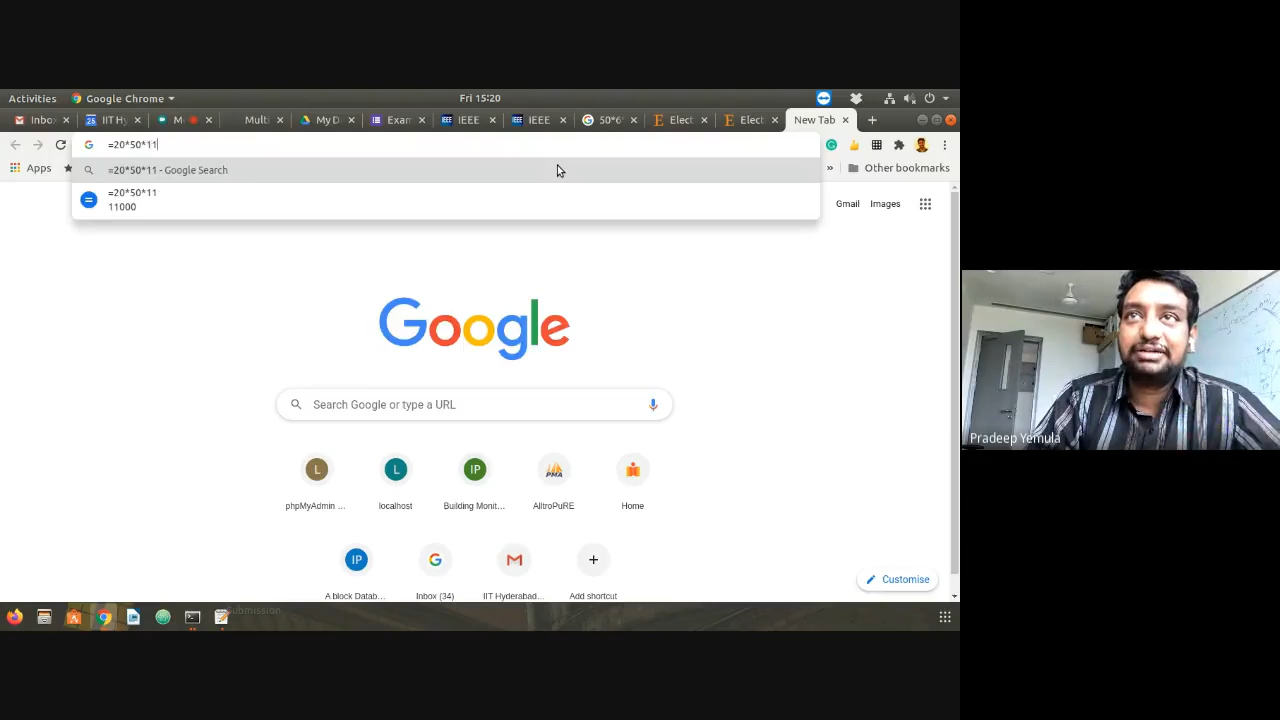 Activities
Google Chrome
Fri 15:20
Inbo
IIT Hy
M
Multi
My D
Exam
IEEE
IEEE
50*6
Elect
Elect
New Tab
=20*50*11
=20*50*11 - Google Search
=20*50*11
11000
Apps
»
Other bookmarks
Gmail
Images
Google
Search Google or type a URL
L
L
IP
PMA
phpMyAdmin ...
localhost
Building Monit...
AlltroPuRE
Home
IP
A block Datab...
Inbox (34)
IIT Hyderabad...
Add shortcut
Customise
Submission
Pradeep Yemula